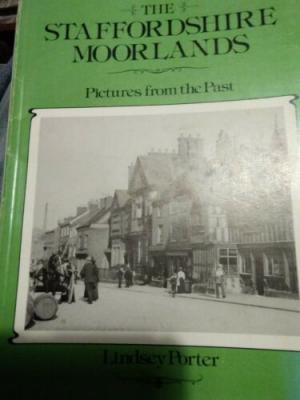 THE
STAFFORDSHIRE
MOORLANDS
Pictures from the Past
Lindsey Porter